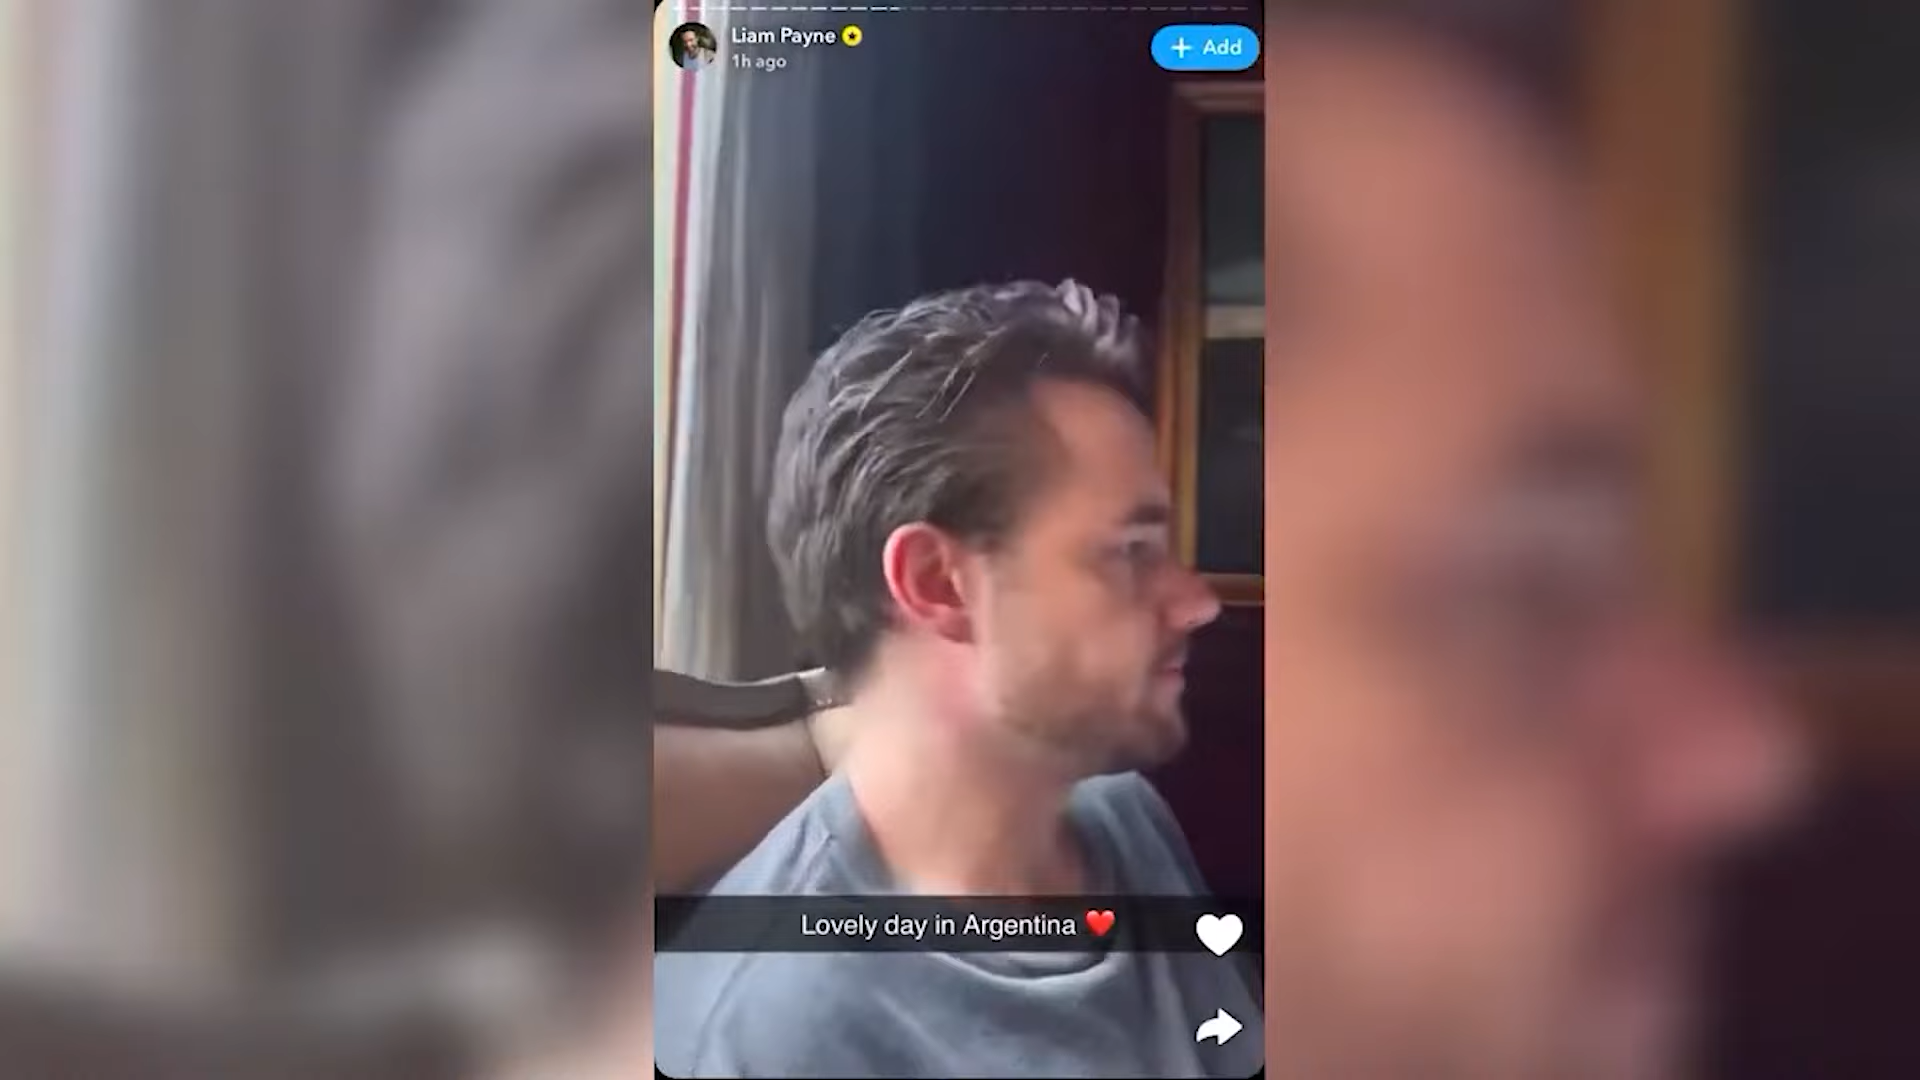 Liam Payne
1h ago
+ Add
Lovely day in Argentina ❤️